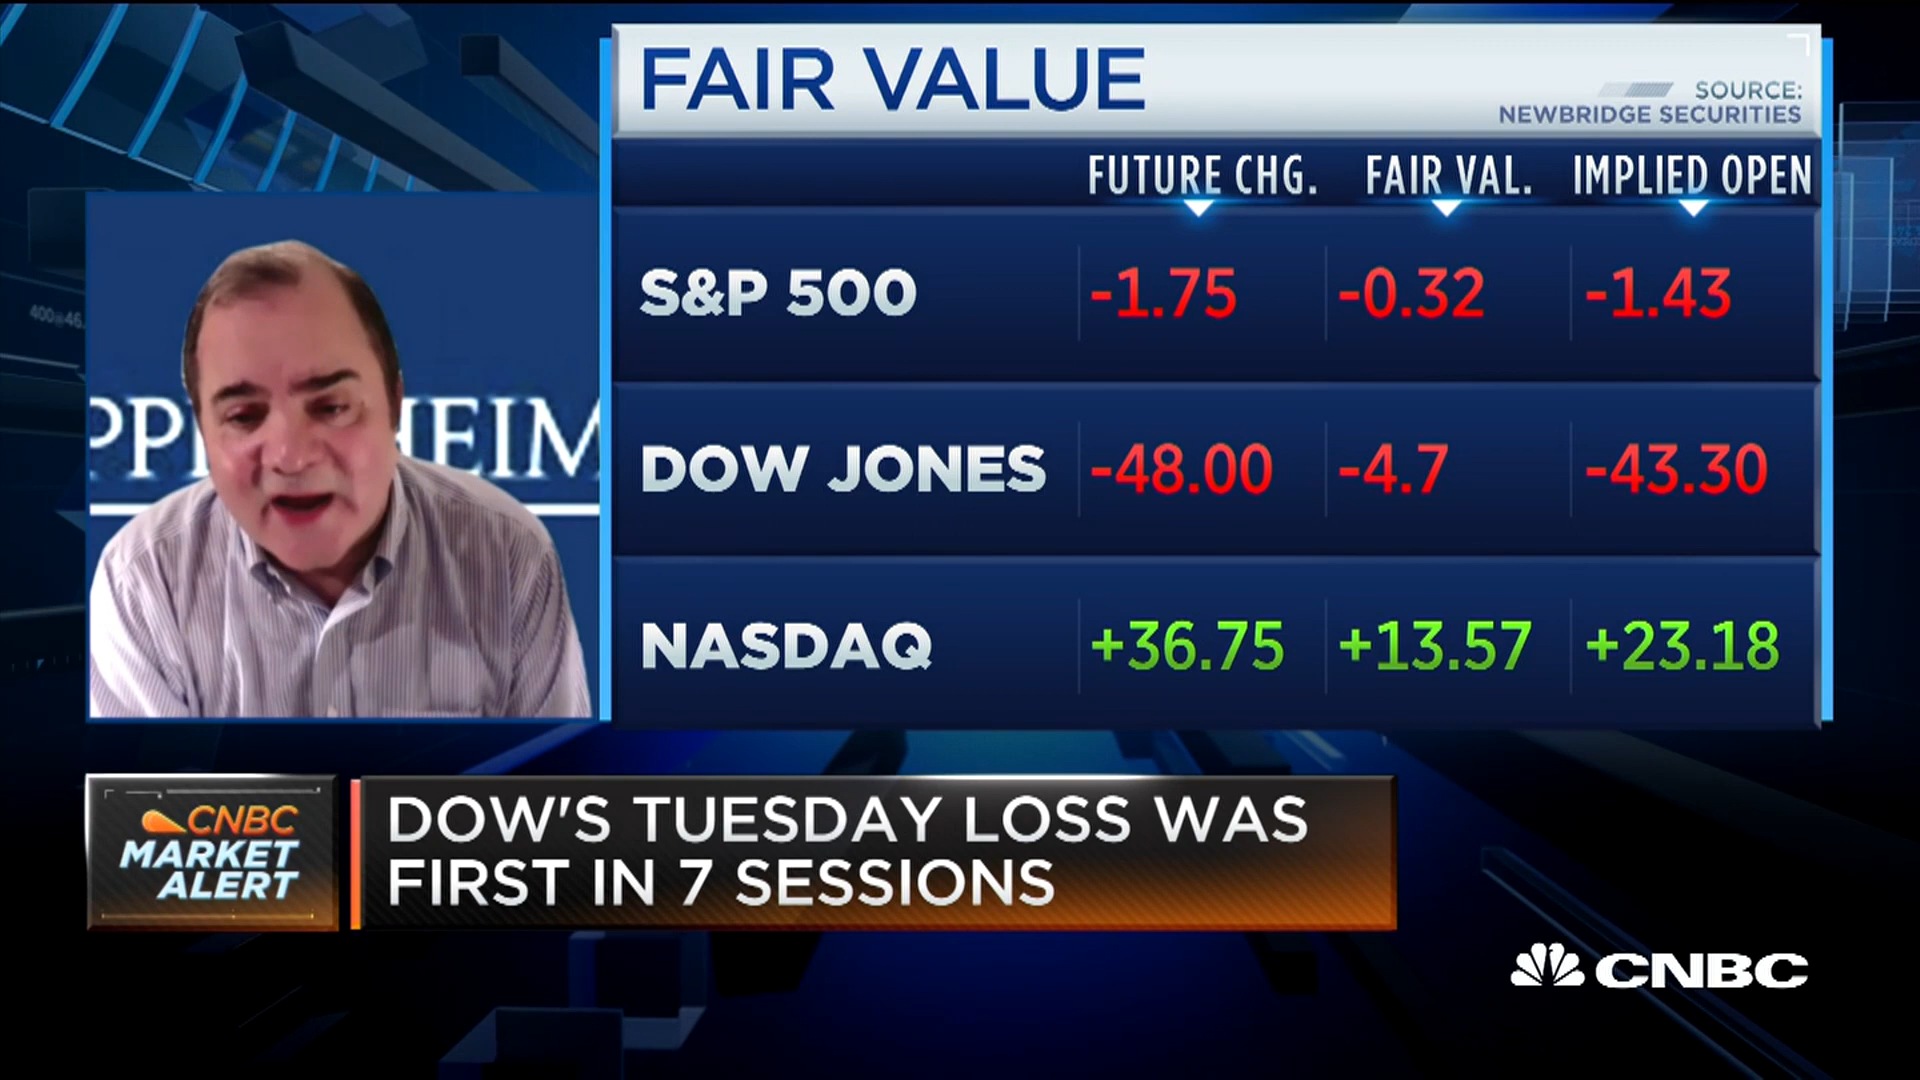 FAIR VALUE
SOURCE:
NEWBRIDGE SECURITIES
FUTURE CHG. FAIR VAL. IMPLIED OPEN
S&P 500 -1.75 -0.32 -1.43
DOW JONES -48.00 -4.7 -43.30
NASDAQ +36.75 +13.57 +23.18
PP HEIM
CNBC
MARKET
ALERT
DOW'S TUESDAY LOSS WAS
FIRST IN 7 SESSIONS
CNBC